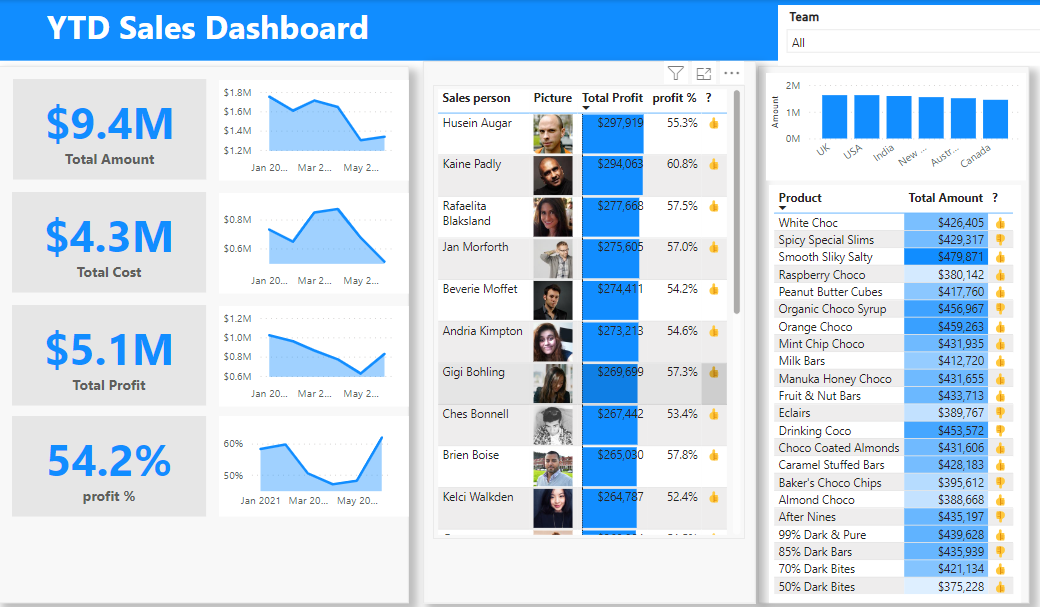 YTD Sales Dashboard
Team
All
$9.4M
Total Amount
$1.8M
$1.6M
$1.4M
$1.2M
Jan 20... Mar 2... May 2...
$4.3M
Total Cost
$0.8M
$0.6M
Jan 20... Mar 2... May 2...
$5.1M
Total Profit
$1.2M
$1.0M
$0.8M
$0.6M
Jan 20... Mar 2... May 2...
54.2%
profit %
60%
50%
Jan 2021 Mar 20... May 20...
Sales person Picture Total Profit profit % ?
Husein Augar $297,919 55.3%
Kaine Padly $294,063 60.8%
Rafaelita
Blaksland $277,668 57.5%
Jan Morforth $275,605 57.0%
Beverie Moffet $274,411 54.2%
Andria Kimpton $273,213 54.6%
Gigi Bohling $269,699 57.3%
Ches Bonnell $267,442 53.4%
Brien Boise $265,030 57.8%
Kelci Walkden $264,787 52.4%
Amount
2M
1M
0M
UK USA India New ... Austr... Canada
Product Total Amount ?
White Choc $426,405
Spicy Special Slims $429,317
Smooth Sliky Salty $479,871
Raspberry Choco $380,142
Peanut Butter Cubes $417,760
Organic Choco Syrup $456,967
Orange Choco $459,263
Mint Chip Choco $431,935
Milk Bars $412,720
Manuka Honey Choco $431,655
Fruit & Nut Bars $433,713
Eclairs $389,767
Drinking Coco $453,572
Choco Coated Almonds $431,606
Caramel Stuffed Bars $428,183
Baker's Choco Chips $395,612
Almond Choco $388,668
After Nines $435,197
99% Dark & Pure $439,628
85% Dark Bars $435,939
70% Dark Bites $421,134
50% Dark Bites $375,228